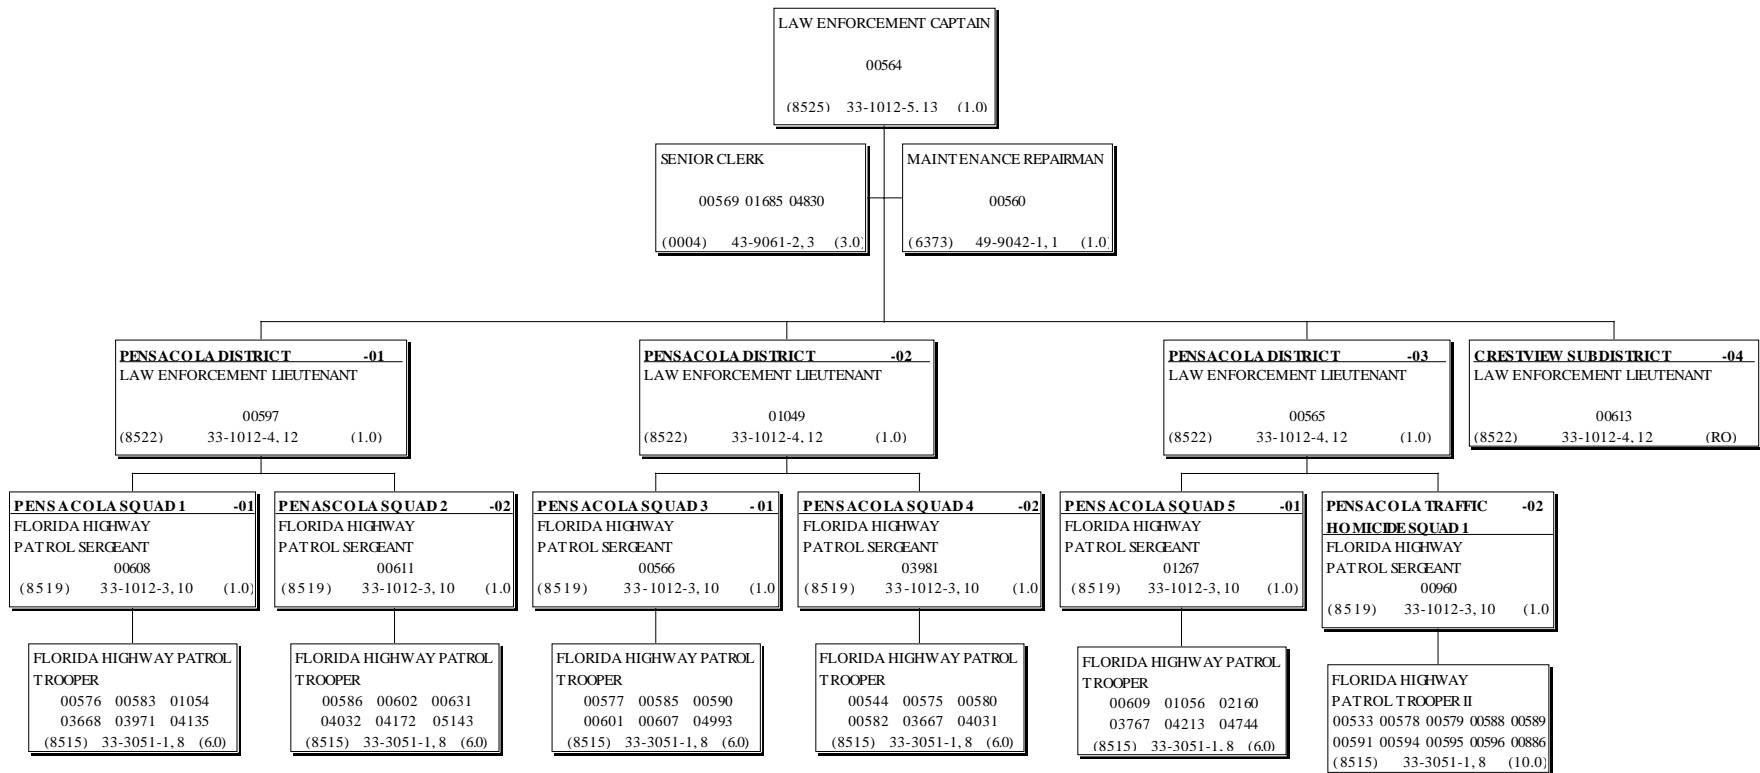 LAW ENFORCEMENT CAPTAIN
00564
(8525) 33-1012-5, 13 (1.0)
SENIOR CLERK
00569 01685 04830
(0004) 43-9061-2, 3 (3.0)
MAINTENANCE REPAIRMAN
00560
(6373) 49-9042-1, 1 (1.0)
PENSACOLA DISTRICT -01
LAW ENFORCEMENT LIEUTENANT
00597
(8522) 33-1012-4, 12 (1.0)
PENSACOLA DISTRICT -02
LAW ENFORCEMENT LIEUTENANT
01049
(8522) 33-1012-4, 12 (1.0)
PENSACOLA DISTRICT -03
LAW ENFORCEMENT LIEUTENANT
00565
(8522) 33-1012-4, 12 (1.0)
CRESTVIEW SUBDISTRICT -04
LAW ENFORCEMENT LIEUTENANT
00613
(8522) 33-1012-4, 12 (RO)
PENSACOLA SQUAD 1 -01
FLORIDA HIGHWAY
PATROL SERGEANT
00608
(8519) 33-1012-3, 10 (1.0)
PENASCOLA SQUAD 2 -02
FLORIDA HIGHWAY
PATROL SERGEANT
00611
(8519) 33-1012-3, 10 (1.0
PENSACOLA SQUAD 3 -01
FLORIDA HIGHWAY
PATROL SERGEANT
00566
(8519) 33-1012-3, 10 (1.0
PENSACOLA SQUAD 4 -02
FLORIDA HIGHWAY
PATROL SERGEANT
03981
(8519) 33-1012-3, 10 (1.0
PENSACOLA SQUAD 5 -01
FLORIDA HIGHWAY
PATROL SERGEANT
01267
(8519) 33-1012-3, 10 (1.0)
PENSACOLA TRAFFIC -02
HOMICIDE SQUAD 1
FLORIDA HIGHWAY
PATROL SERGEANT
00960
(8519) 33-1012-3, 10 (1.0
FLORIDA HIGHWAY PATROL
TROOPER
00576 00583 01054
03668 03971 04135
(8515) 33-3051-1, 8 (6.0)
FLORIDA HIGHWAY PATROL
TROOPER
00586 00602 00631
04032 04172 05143
(8515) 33-3051-1, 8 (6.0)
FLORIDA HIGHWAY PATROL
TROOPER
00577 00585 00590
00601 00607 04993
(8515) 33-3051-1, 8 (6.0)
FLORIDA HIGHWAY PATROL
TROOPER
00544 00575 00580
00582 03667 04031
(8515) 33-3051-1, 8 (6.0)
FLORIDA HIGHWAY PATROL
TROOPER
00609 01056 02160
03767 04213 04744
(8515) 33-3051-1, 8 (6.0)
FLORIDA HIGHWAY
PATROL TROOPER II
00533 00578 00579 00588 00589
00591 00594 00595 00596 00886
(8515) 33-3051-1, 8 (10.0)